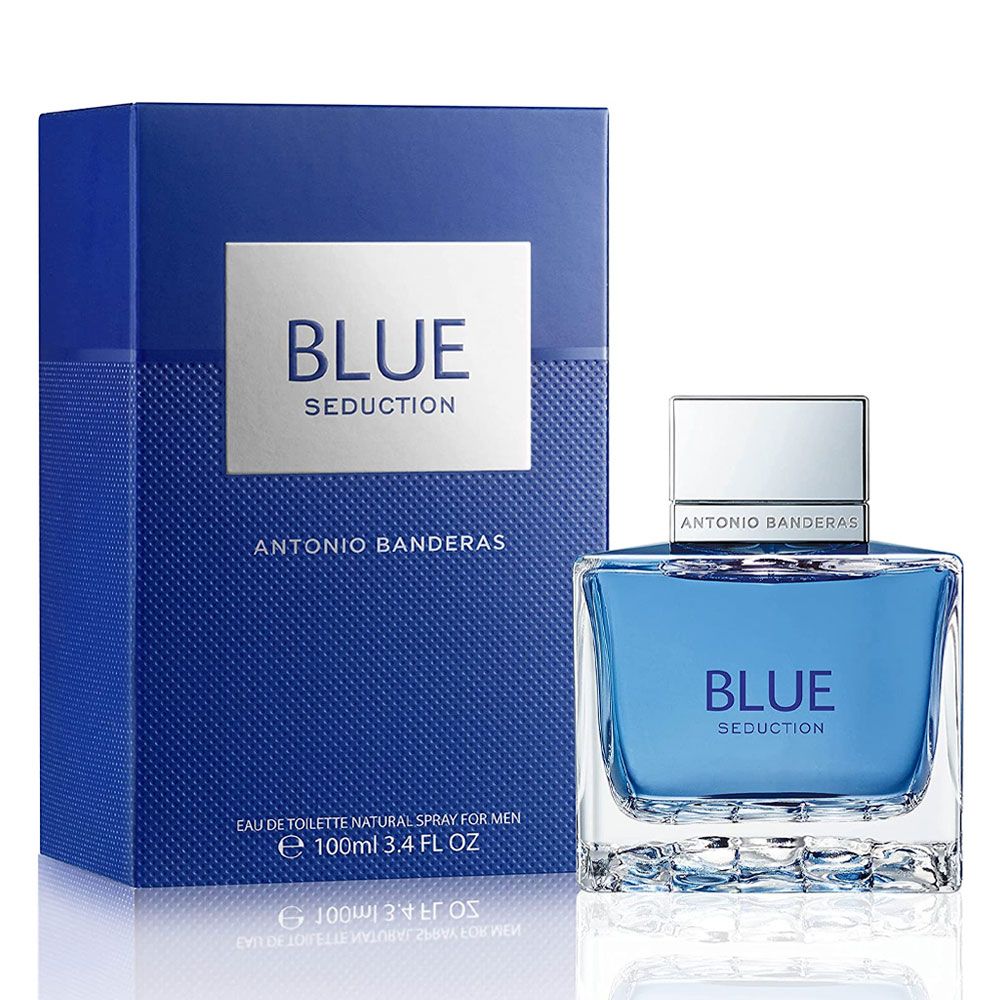 BLUE
SEDUCTION
ANTONIO BANDERAS
EAU DE TOILETTE NATURAL SPRAY FOR MEN
℮ 100ml 3.4 FL OZ
ANTONIO BANDERAS
BLUE
SEDUCTION